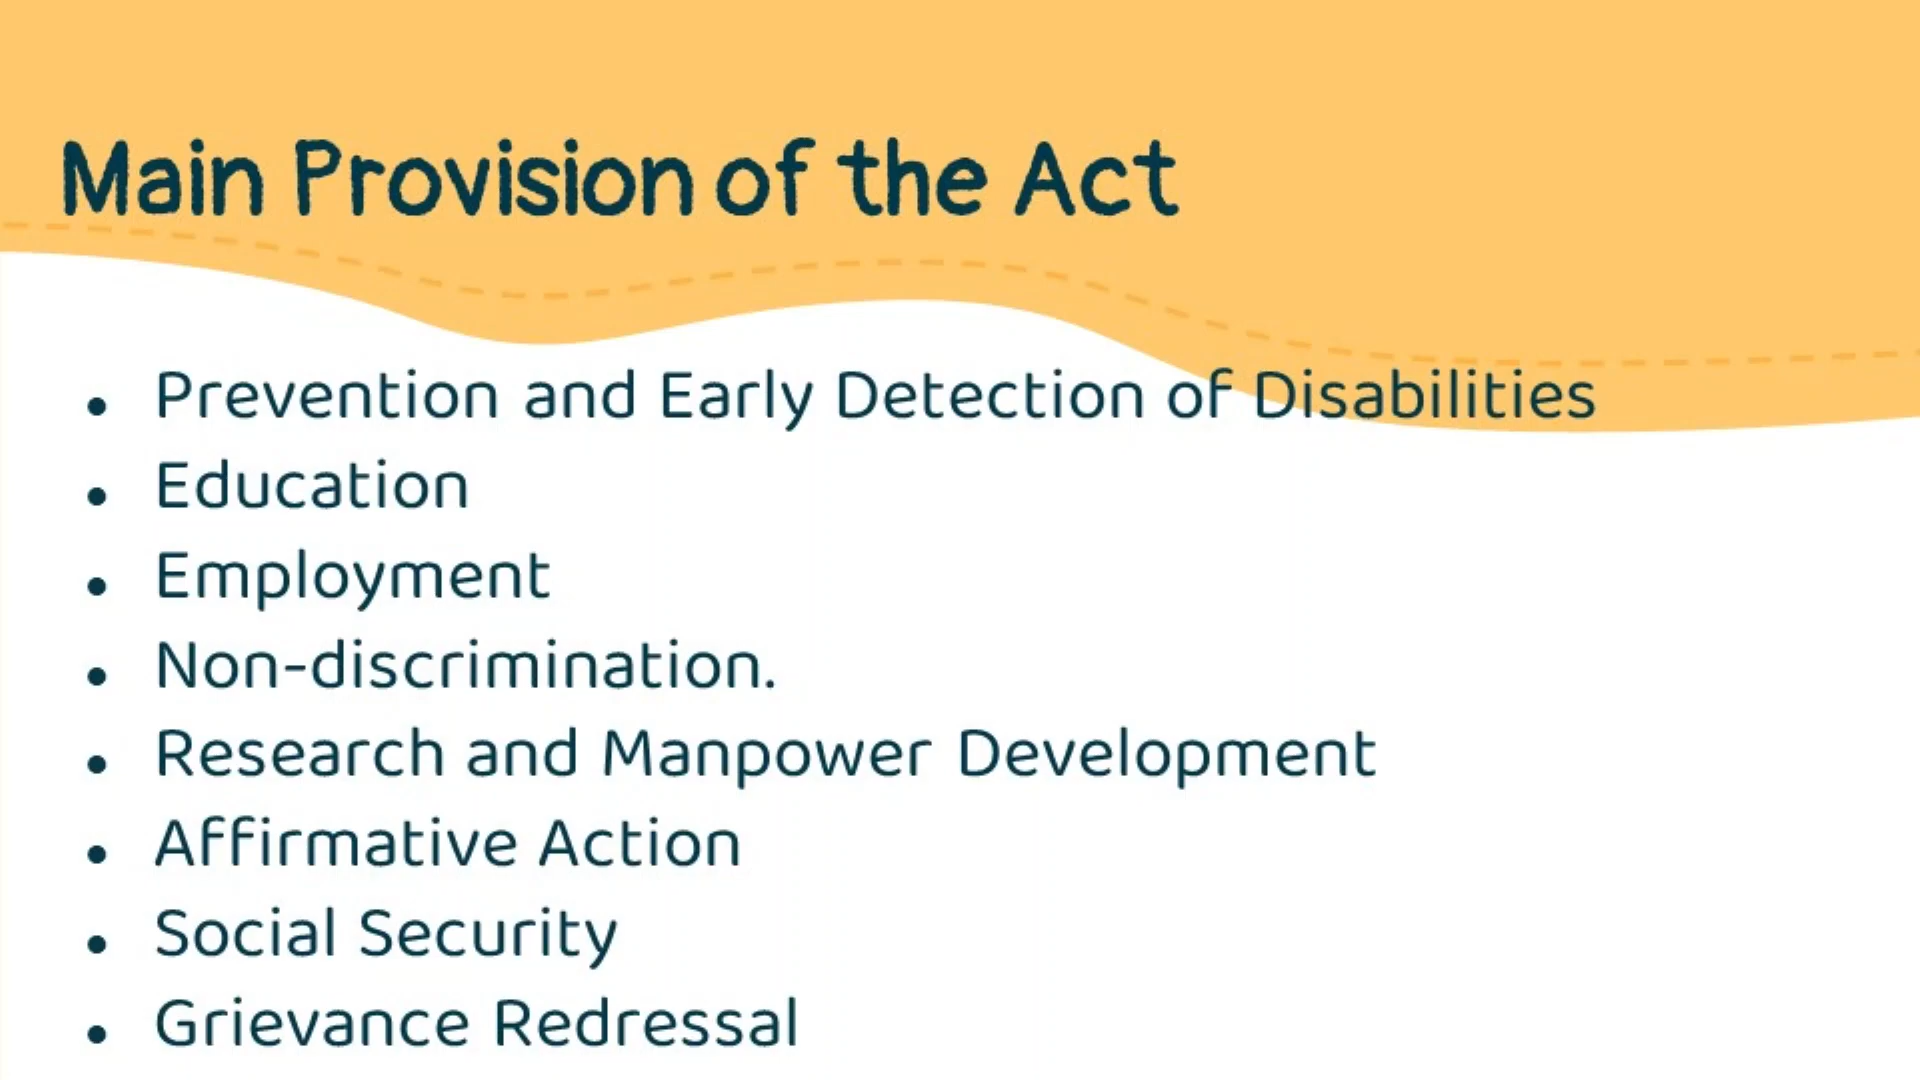 Main Provision of the Act
• Prevention and Early Detection of Disabilities
• Education
• Employment
• Non-discrimination.
• Research and Manpower Development
• Affirmative Action
• Social Security
• Grievance Redressal